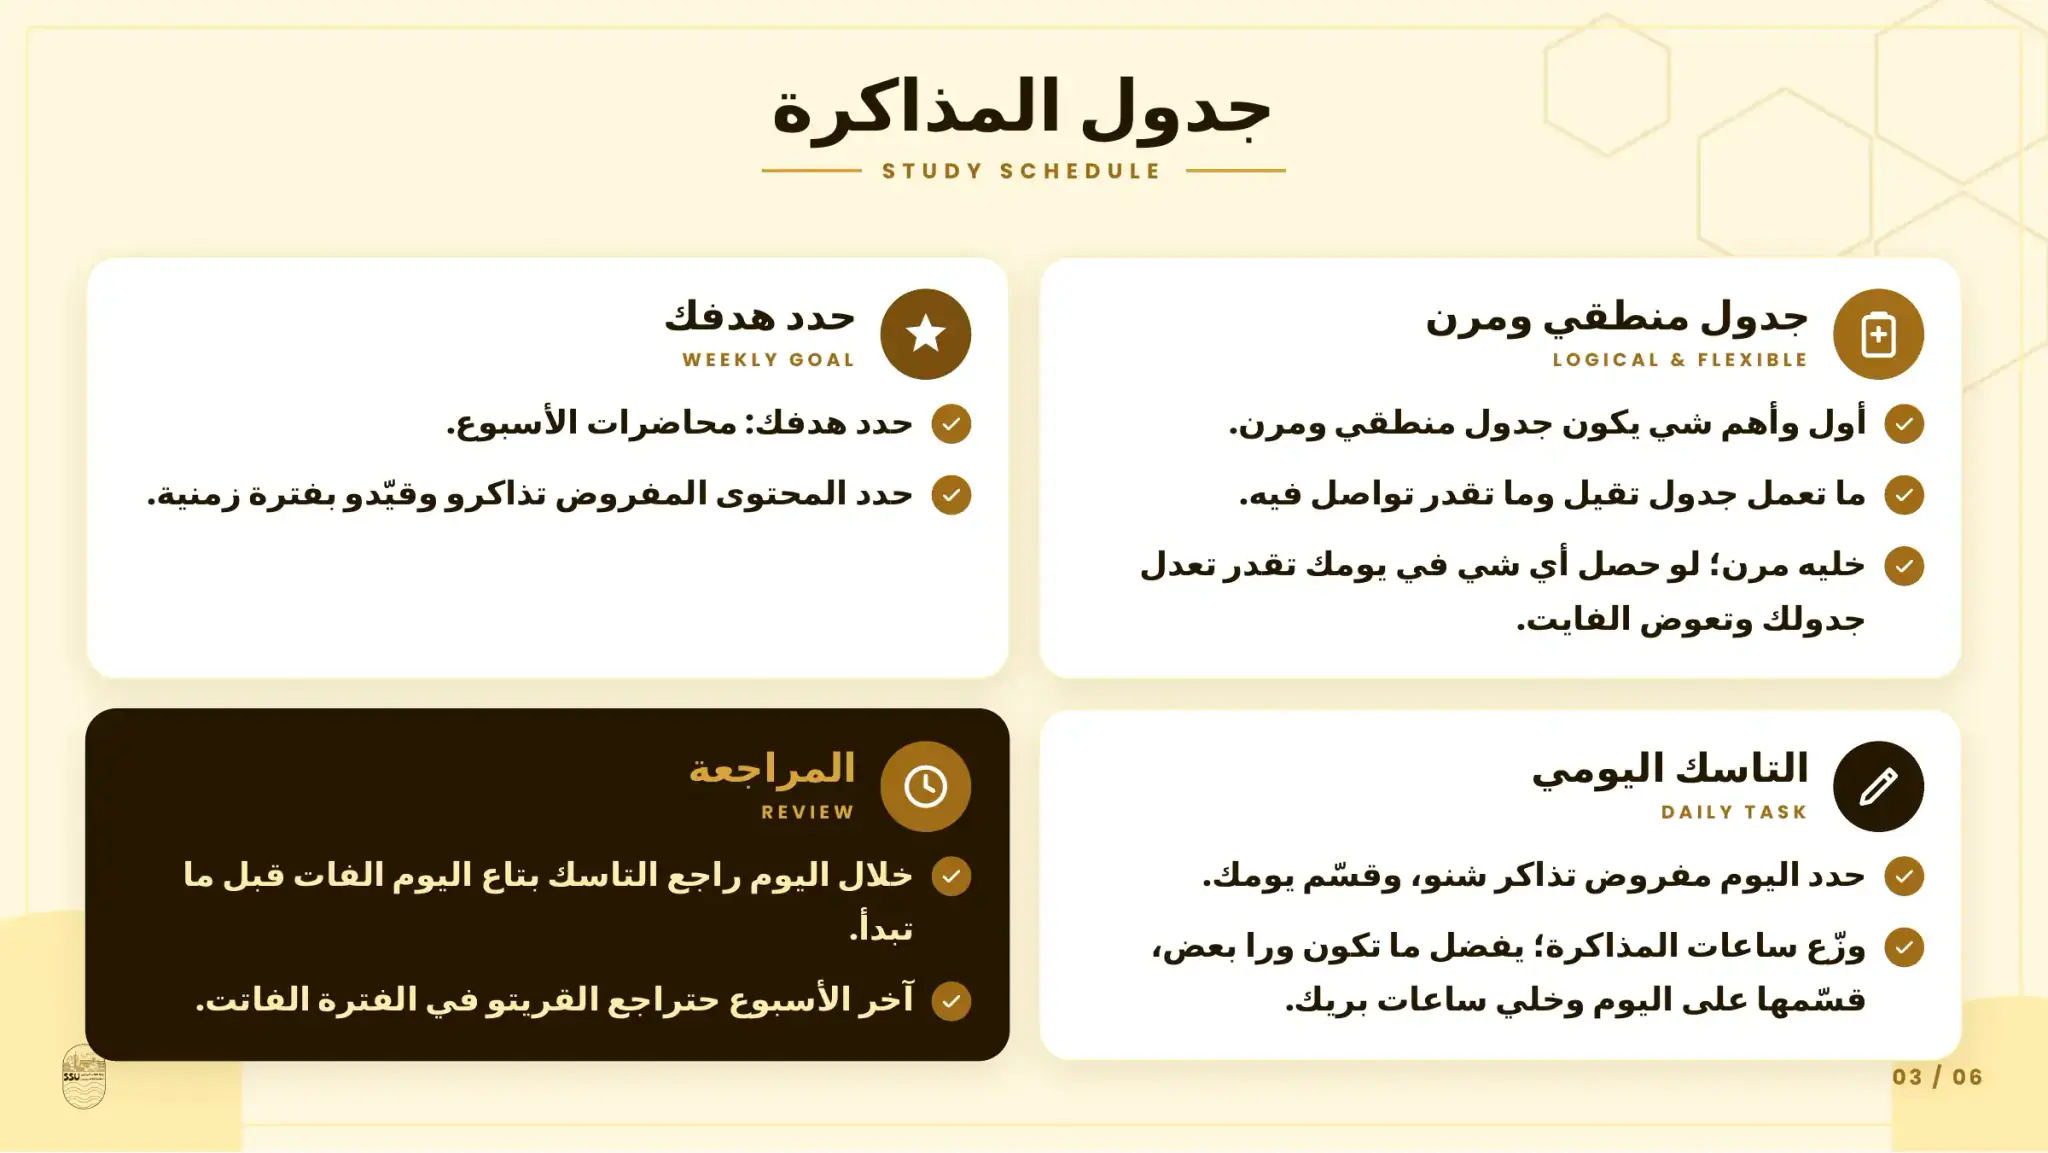 جدول المذاكرة
STUDY SCHEDULE
جدول منطقي ومرن
LOGICAL & FLEXIBLE
أول وأهم شي يكون جدول منطقي ومرن.
ما تعمل جدول تقيل وما تقدر تواصل فيه.
خليه مرن؛ لو حصل أي شي في يومك تقدر تعدل
جدولك وتعوض الفايت.
حدد هدفك
WEEKLY GOAL
حدد هدفك: محاضرات الأسبوع.
حدد المحتوى المفروض تذاكرو وقيّدو بفترة زمنية.
التاسك اليومي
DAILY TASK
حدد اليوم مفروض تذاكر شنو، وقسّم يومك.
وزّع ساعات المذاكرة؛ يفضل ما تكون ورا بعض،
قسّمها على اليوم وخلي ساعات بريك.
المراجعة
REVIEW
خلال اليوم راجع التاسك بتاع اليوم الفات قبل ما
تبدأ.
آخر الأسبوع حتراجع القريتو في الفترة الفاتت.
SSU
03 / 06